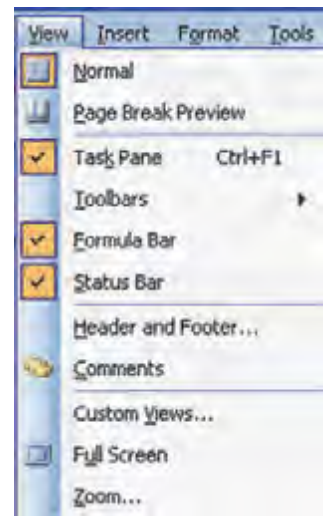 View Insert Format Tools
Normal
Page Break Preview
Task Pane Ctrl+F1
Toolbars
Formula Bar
Status Bar
Header and Footer...
Comments
Custom Views...
Full Screen
Zoom...